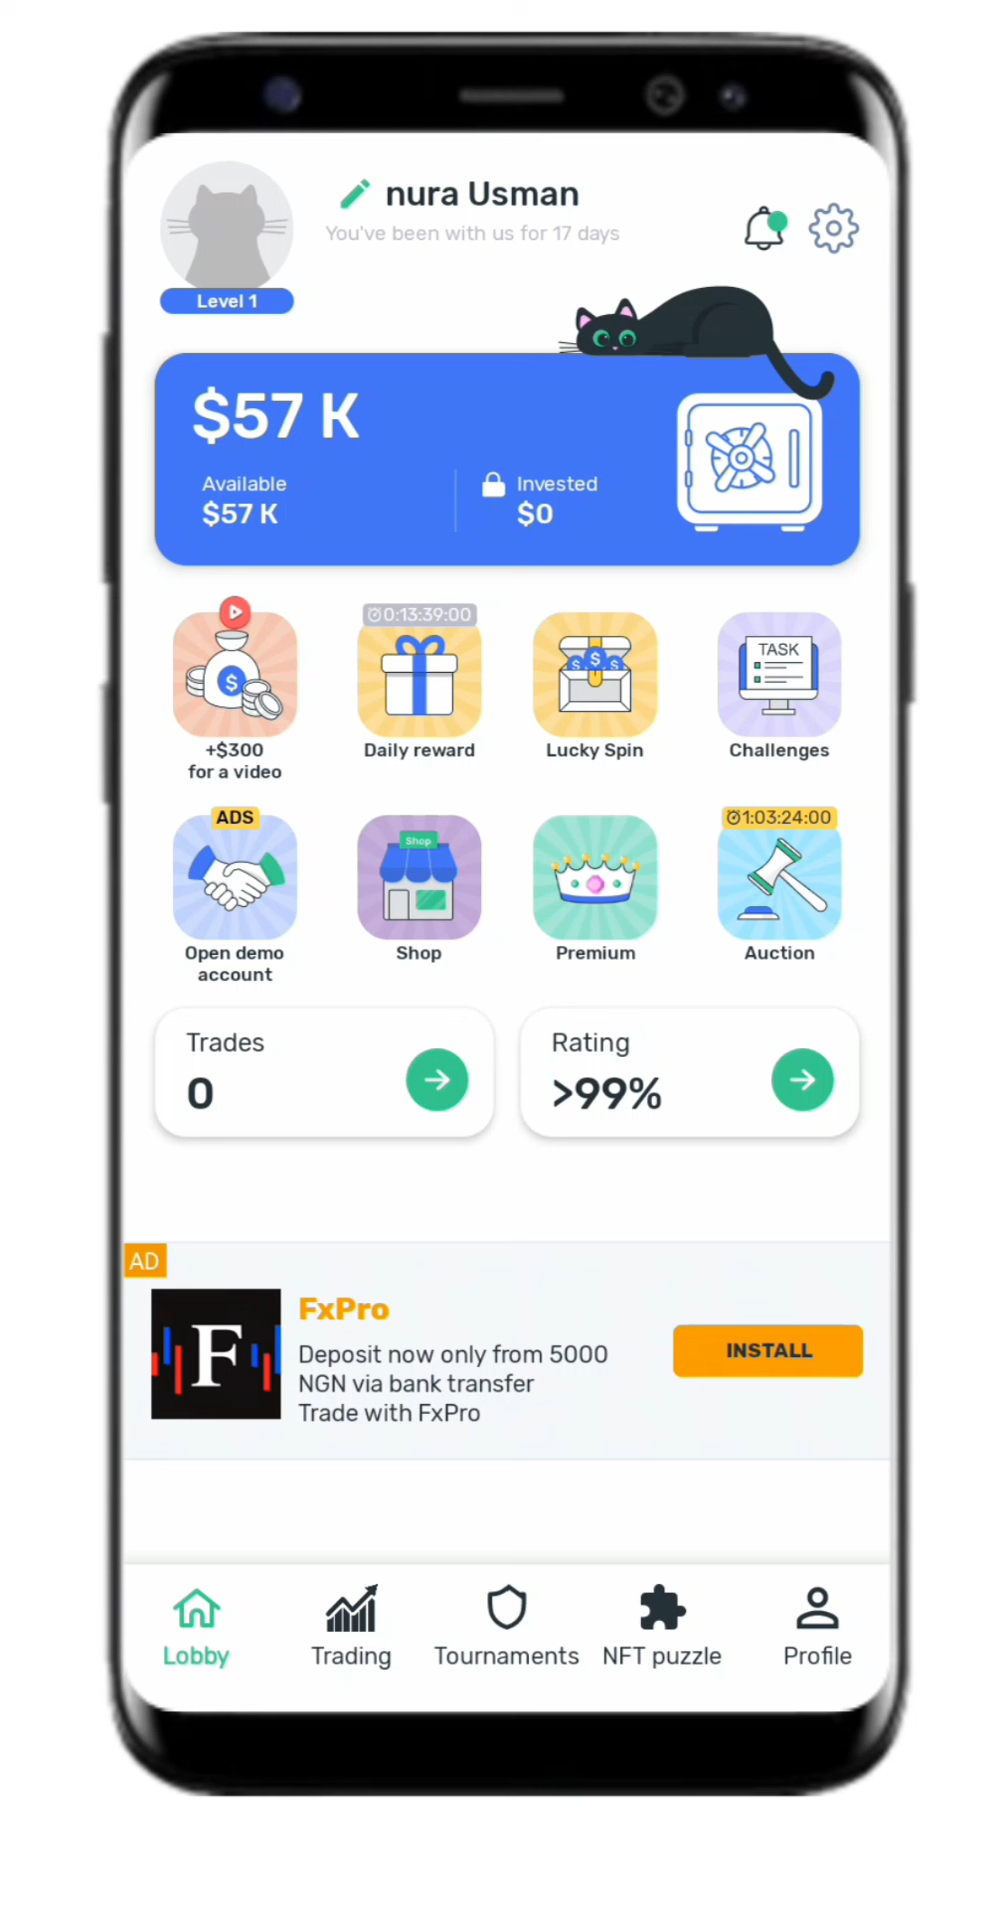 nura Usman
You've been with us for 17 days
Level 1
$57 K
Available
$57 K
Invested
$0
0:13:39:00
TASK
+$300
for a video
Daily reward
Lucky Spin
Challenges
ADS
Shop
1:03:24:00
Open demo
account
Shop
Premium
Auction
Trades
0
Rating
>99%
AD
F
FxPro
Deposit now only from 5000
NGN via bank transfer
Trade with FxPro
INSTALL
Lobby
Trading
Tournaments
NFT puzzle
Profile